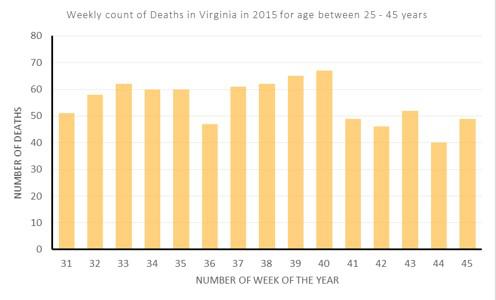 Weekly count of Deaths in Virginia in 2015 for age between 25 - 45 years
80
70
60
50
40
30
20
10
0
NUMBER OF DEATHS
31 32 33 34 35 36 37 38 39 40 41 42 43 44 45
NUMBER OF WEEK OF THE YEAR